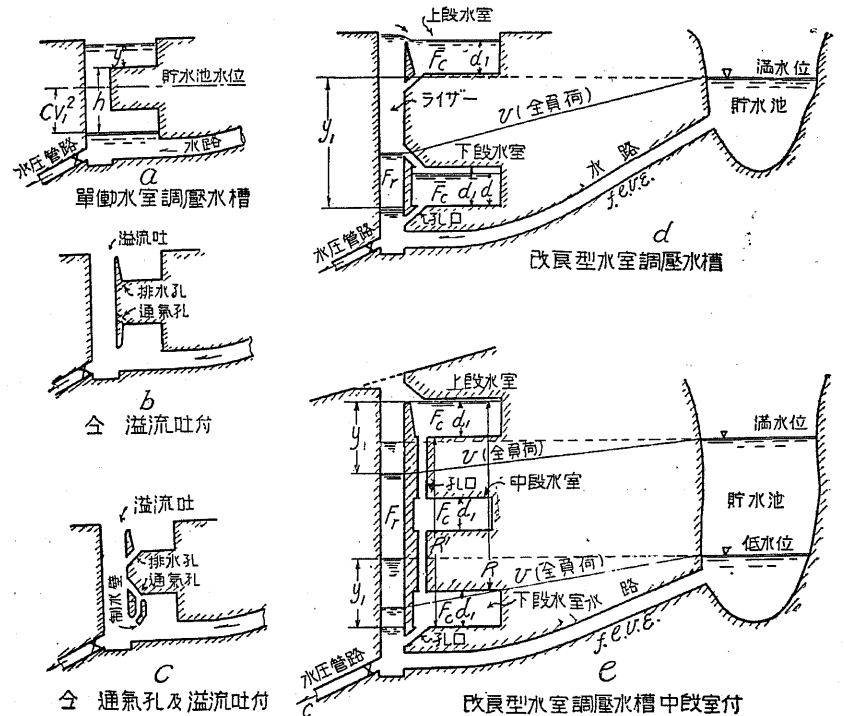 y
貯水池水位
h
CV₁²
水路
水圧管路
a
單働水室調壓水槽
溢流吐
排水孔
通氣孔
b
仝 溢流吐付
溢流吐
排水孔
通氣孔
制水壁
C
仝 通氣孔及溢流吐付
上段水室
Fc d₁
満水位
貯水池
ライザー
v(全負荷)
y₁
下段水室
Fr
Fc d₁ d
孔口
水路
f.e.v.e.
水圧管路
d
改良型水室調壓水槽
上段水室
Fc d₁
y₁
満水位
v(全負荷)
孔口
中段水室
Fr
Fc d₁
貯水池
低水位
R' R
v(全負荷)
y₁
Fc d₁
下段水室
水路
孔口
f.e.v.e.
水圧管路
C
e
改良型水室調壓水槽中段室付